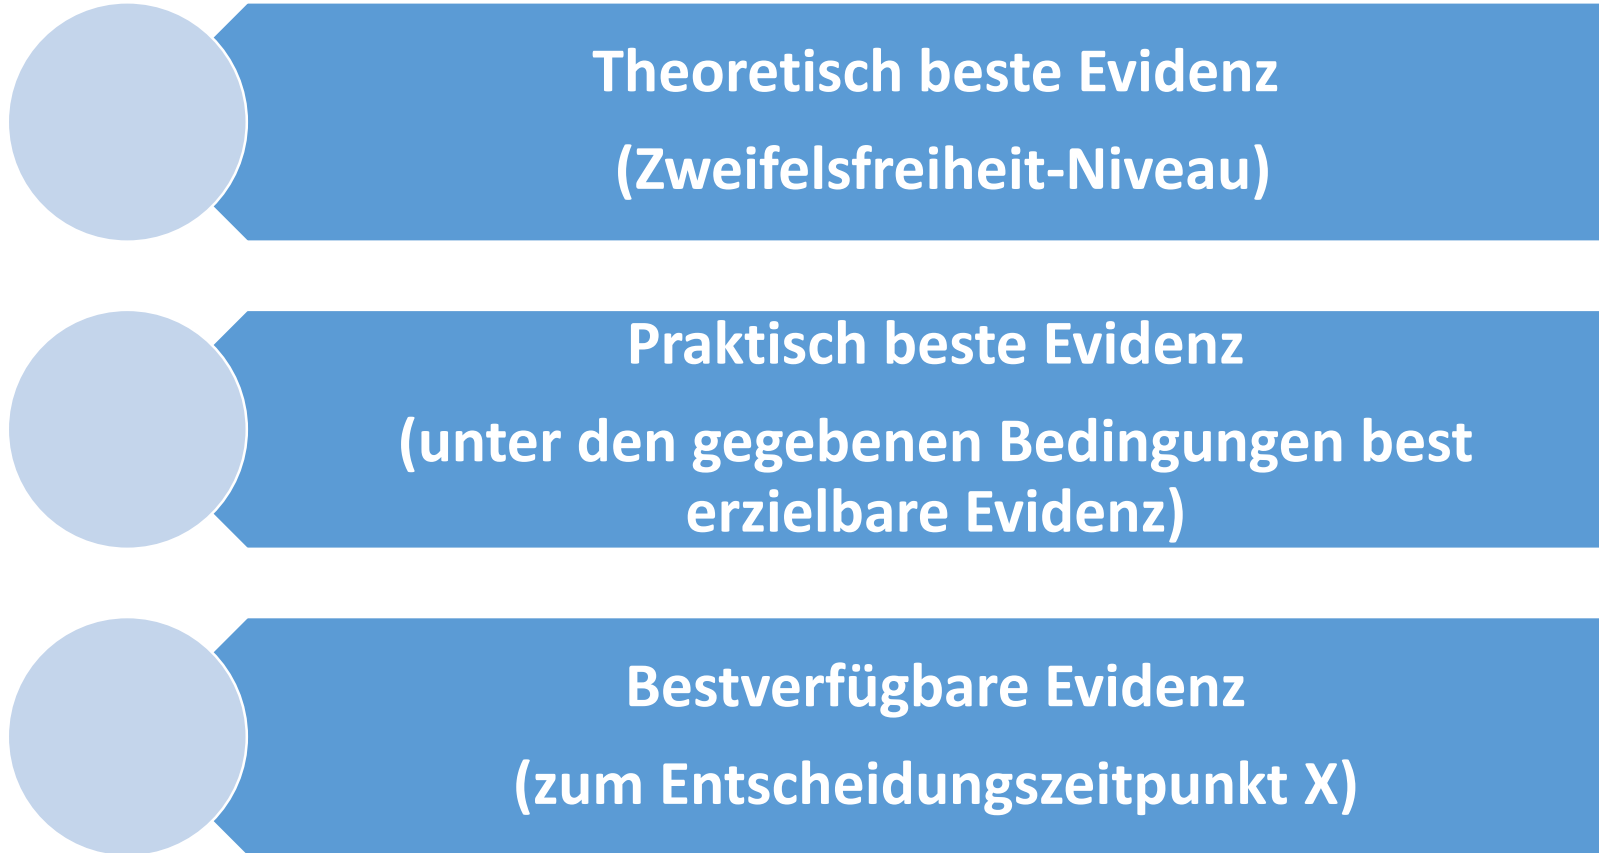 Theoretisch beste Evidenz
(Zweifelsfreiheit-Niveau)
Praktisch beste Evidenz
(unter den gegebenen Bedingungen best
erzielbare Evidenz)
Bestverfügbare Evidenz
(zum Entscheidungszeitpunkt X)